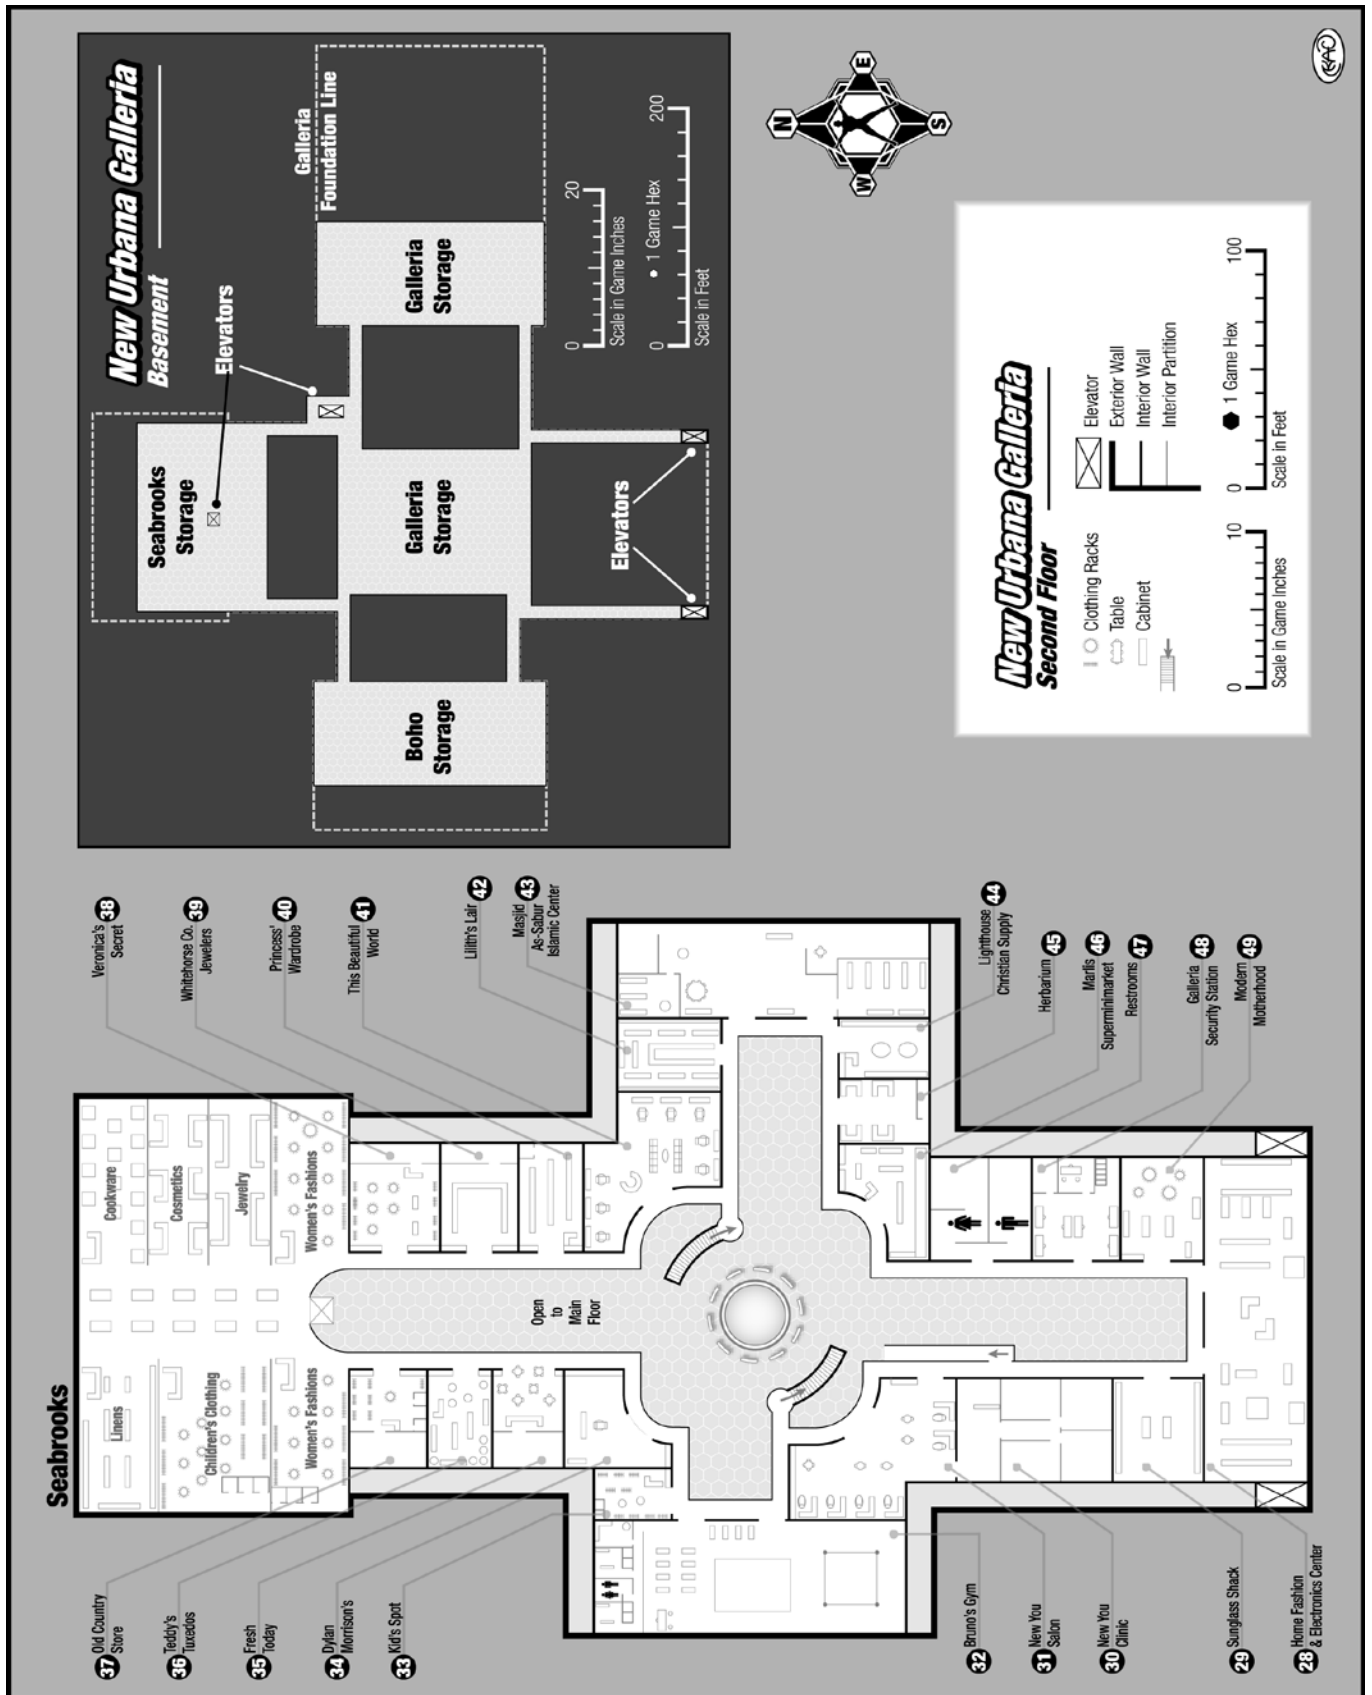 New Urbana Galleria
Basement
Elevators
Galleria
Foundation Line
Seabrooks
Storage
Galleria
Storage
Galleria
Storage
Boho
Storage
Elevators
0
20
Scale in Game Inches
1 Game Hex
0
200
Scale in Feet
N
E
S
W
New Urbana Galleria
Second Floor
Clothing Racks
Table
Cabinet
Elevator
Exterior Wall
Interior Wall
Interior Partition
0
10
Scale in Game Inches
1 Game Hex
0
100
Scale in Feet
Seabrooks
Linens
Children's Clothing
Women's Fashions
Cookware
Cosmetics
Jewelry
Women's Fashions
Open
to
Main
Floor
Veronica's 38
Secret
Whitehorse Co. 39
Jewelers
Princess' 40
Wardrobe
This Beautiful 41
World
Lilith's Lair 42
Masjid 43
As-Sabur
Islamic Center
Lighthouse 44
Christian Supply
Herbarium 45
Marlis 46
Superminimarket
Restrooms 47
Galleria 48
Security Station
Modern 49
Motherhood
37 Old Country
Store
36 Teddy's
Tuxedos
35 Fresh
Today
34 Dylan
Morrison's
33 Kid's Spot
32 Bruno's Gym
31 New You
Salon
30 New You
Clinic
29 Sunglass Shack
28 Home Fashion
& Electronics Center